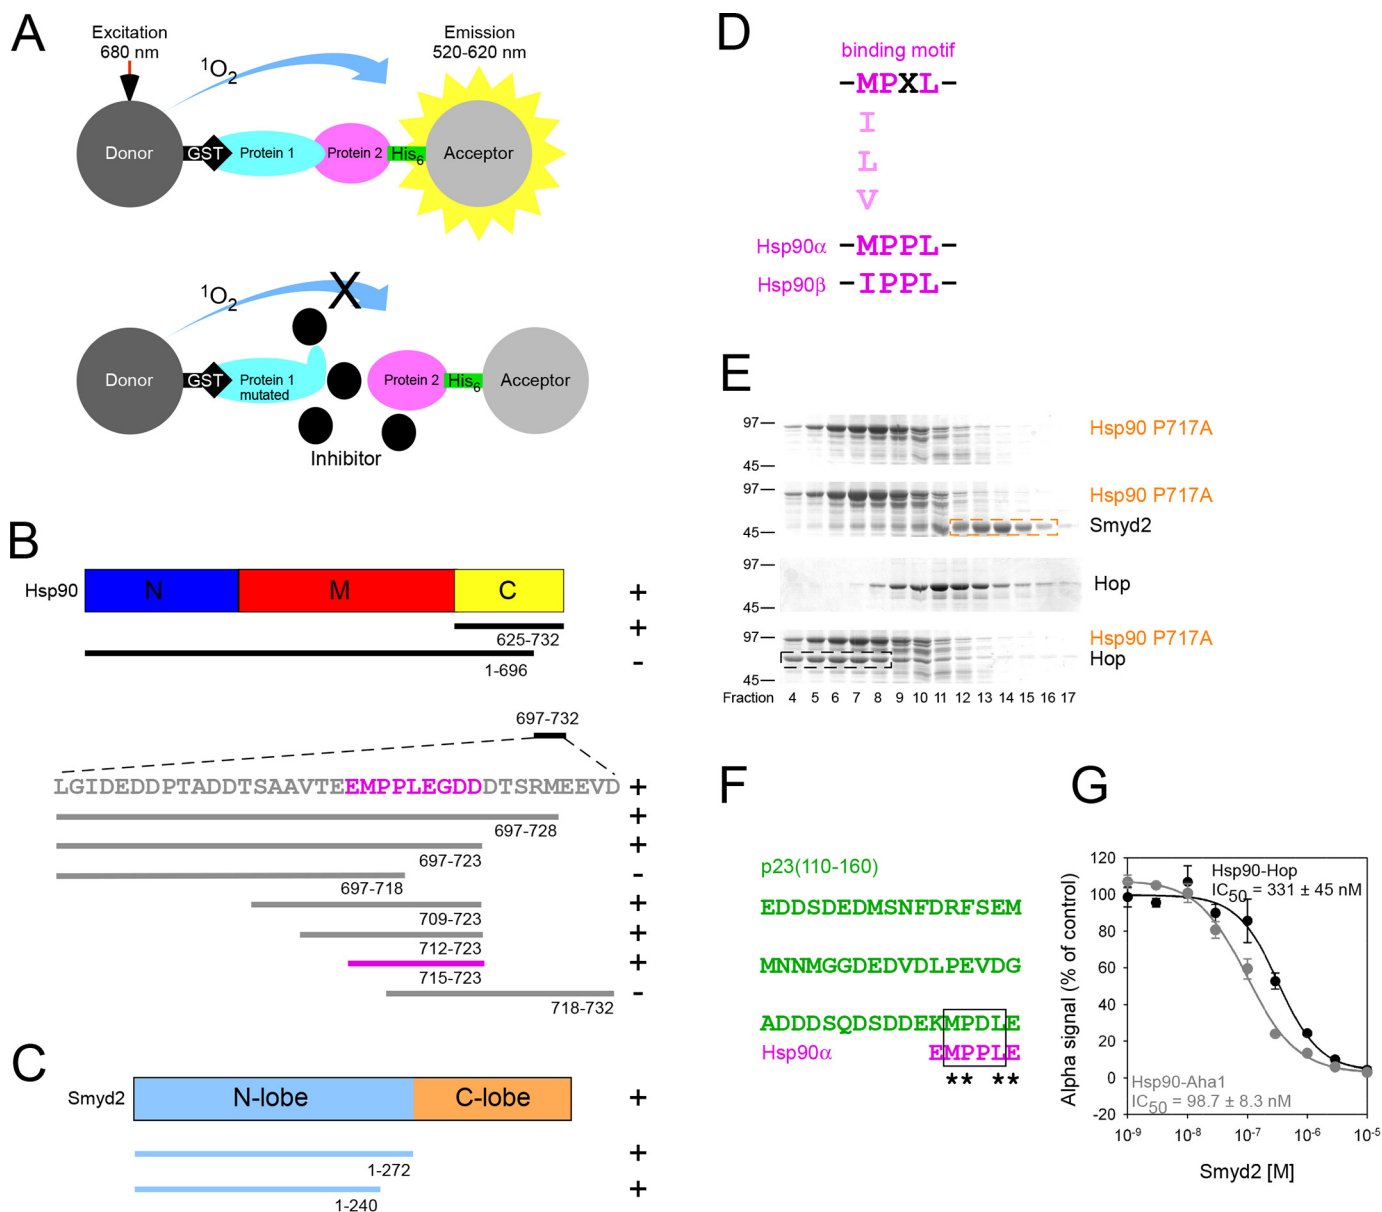 A
Excitation
680 nm
Emission
520-620 nm
¹O₂
Donor
GST
Protein 1
Protein 2
His₆
Acceptor
¹O₂
X
Donor
GST
Protein 1
mutated
Protein 2
His₆
Acceptor
Inhibitor
B
Hsp90
N
M
C
+
625-732
+
1-696
-
697-732
LGIDEDDPTADDTSAAVTEEMPPLEGDDDTSRMEEVD
+
697-728
+
697-723
+
697-718
-
709-723
+
712-723
+
715-723
+
718-732
-
C
Smyd2
N-lobe
C-lobe
+
1-272
+
1-240
+
D
binding motif
–MPXL–
I
L
V
Hsp90α –MPPL–
Hsp90β –IPPL–
E
97
45
Hsp90 P717A
97
45
Hsp90 P717A
Smyd2
97
45
Hop
97
45
Hsp90 P717A
Hop
Fraction 4 5 6 7 8 9 10 11 12 13 14 15 16 17
F
p23(110-160)
EDDSDEDMSNFDRFSEM
MNNMGGDEDVDLPEVDG
ADDDSQDSDDEKMPDLE
Hsp90α EMPPLE
** **
G
Alpha signal (% of control)
120
100
80
60
40
20
0
-20
Hsp90-Hop
IC50 = 331 ± 45 nM
Hsp90-Aha1
IC50 = 98.7 ± 8.3 nM
10⁻⁹ 10⁻⁸ 10⁻⁷ 10⁻⁶ 10⁻⁵
Smyd2 [M]